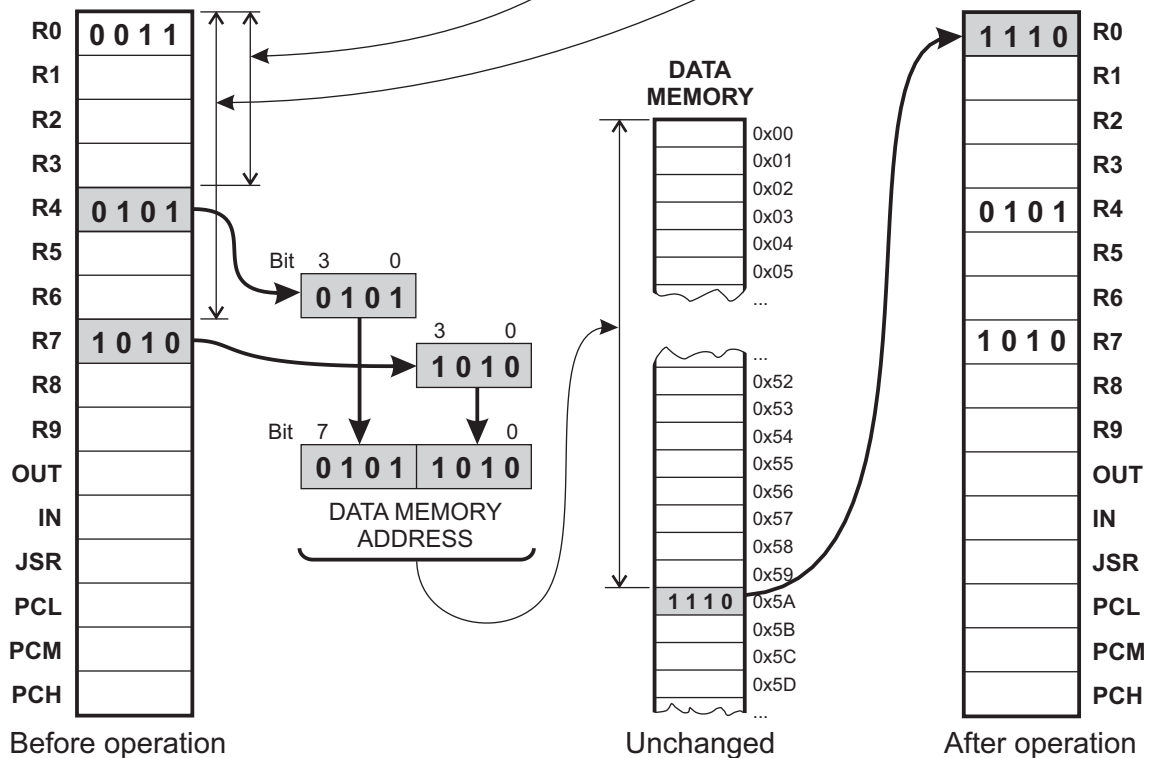 R0 0 0 1 1
R1
R2
R3
R4 0 1 0 1
R5
R6
R7 1 0 1 0
R8
R9
OUT
IN
JSR
PCL
PCM
PCH
Before operation
Bit 3 0
0 1 0 1
3 0
1 0 1 0
Bit 7 0
0 1 0 1 1 0 1 0
DATA MEMORY
ADDRESS
DATA
MEMORY
0x00
0x01
0x02
0x03
0x04
0x05
...
...
0x52
0x53
0x54
0x55
0x56
0x57
0x58
0x59
1 1 1 0 0x5A
0x5B
0x5C
0x5D
...
Unchanged
1 1 1 0 R0
R1
R2
R3
0 1 0 1 R4
R5
R6
1 0 1 0 R7
R8
R9
OUT
IN
JSR
PCL
PCM
PCH
After operation